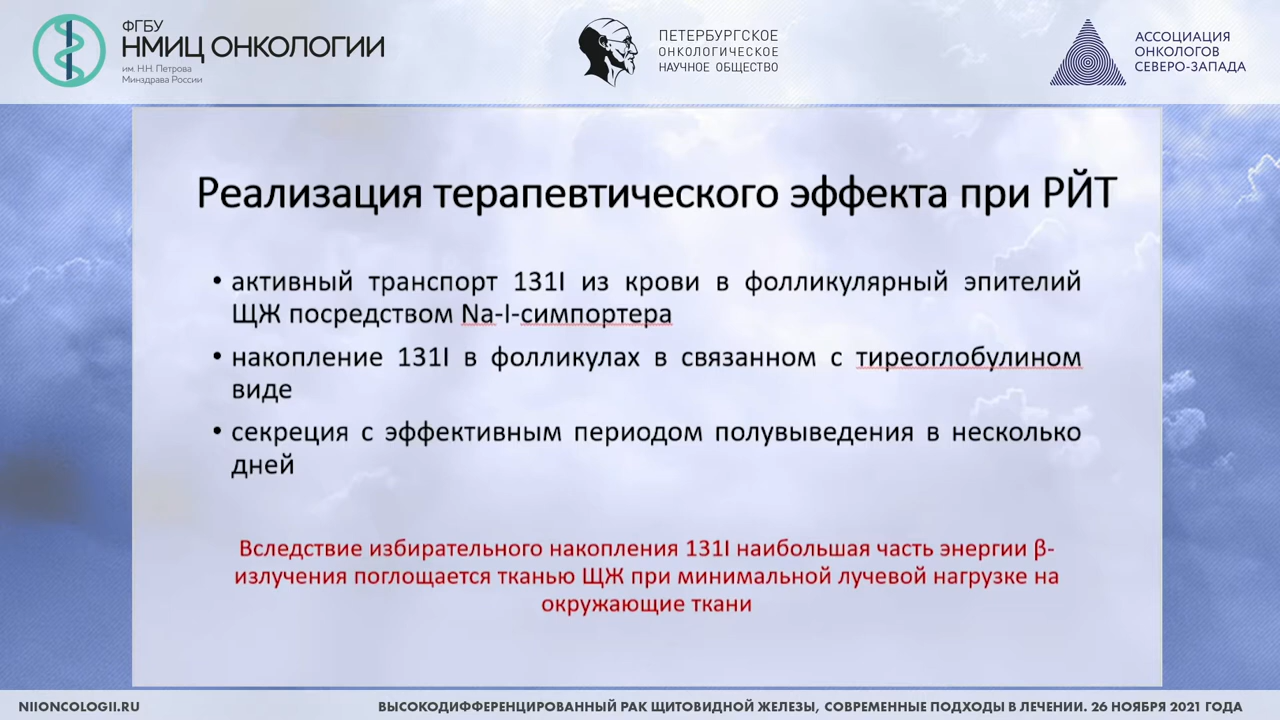 ФГБУ
НМИЦ ОНКОЛОГИИ
им. Н.Н. Петрова
Минздрава России
ПЕТЕРБУРГСКОЕ
ОНКОЛОГИЧЕСКОЕ
НАУЧНОЕ ОБЩЕСТВО
АССОЦИАЦИЯ
ОНКОЛОГОВ
СЕВЕРО-ЗАПАДА
Реализация терапевтического эффекта при РЙТ
• активный транспорт 131I из крови в фолликулярный эпителий
ЩЖ посредством Na-I-симпортера
• накопление 131I в фолликулах в связанном с тиреоглобулином
виде
• секреция с эффективным периодом полувыведения в несколько
дней
Вследствие избирательного накопления 131I наибольшая часть энергии β-
излучения поглощается тканью ЩЖ при минимальной лучевой нагрузке на
окружающие ткани
NIIONCOLOGII.RU
ВЫСОКОДИФФЕРЕНЦИРОВАННЫЙ РАК ЩИТОВИДНОЙ ЖЕЛЕЗЫ, СОВРЕМЕННЫЕ ПОДХОДЫ В ЛЕЧЕНИИ. 26 НОЯБРЯ 2021 ГОДА